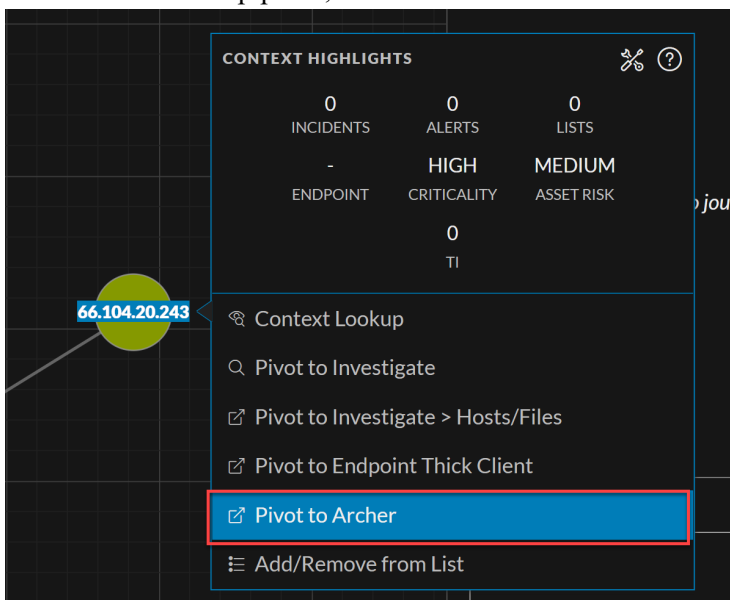 CONTEXT HIGHLIGHTS
0 0 0
INCIDENTS ALERTS LISTS
- HIGH MEDIUM
ENDPOINT CRITICALITY ASSET RISK
0
TI
66.104.20.243
Context Lookup
Pivot to Investigate
Pivot to Investigate > Hosts/Files
Pivot to Endpoint Thick Client
Pivot to Archer
Add/Remove from List